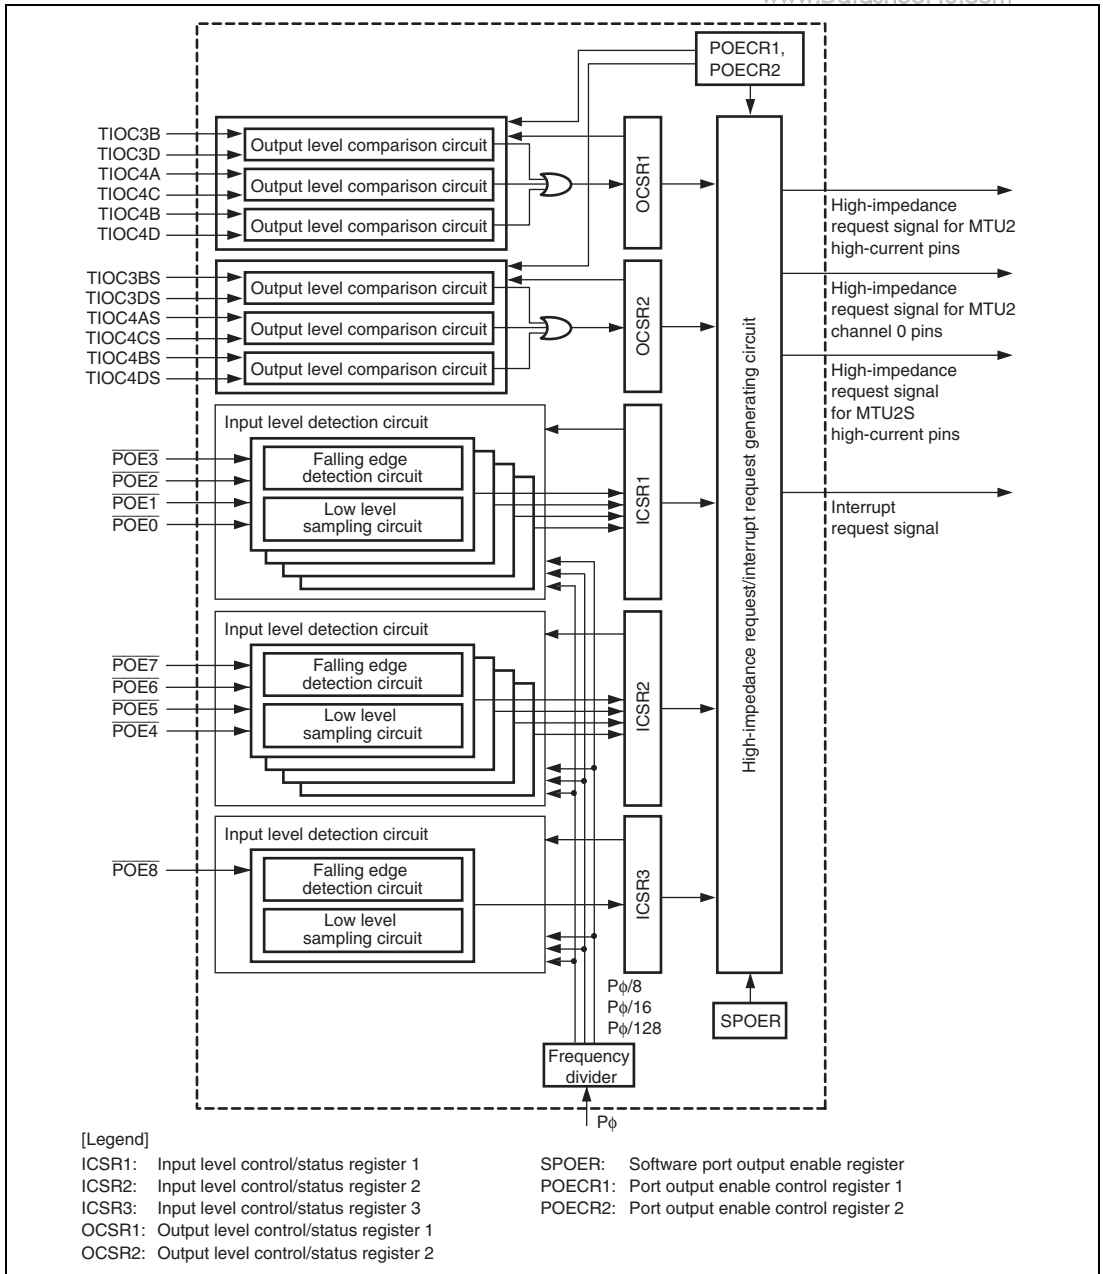 POECR1,
POECR2
TIOC3B
TIOC3D
TIOC4A
TIOC4C
TIOC4B
TIOC4D
Output level comparison circuit
Output level comparison circuit
Output level comparison circuit
OCSR1
TIOC3BS
TIOC3DS
TIOC4AS
TIOC4CS
TIOC4BS
TIOC4DS
Output level comparison circuit
Output level comparison circuit
Output level comparison circuit
OCSR2
Input level detection circuit
POE3
POE2
POE1
POE0
Falling edge
detection circuit
Low level
sampling circuit
ICSR1
Input level detection circuit
POE7
POE6
POE5
POE4
Falling edge
detection circuit
Low level
sampling circuit
ICSR2
Input level detection circuit
POE8
Falling edge
detection circuit
Low level
sampling circuit
ICSR3
High-impedance request/interrupt request generating circuit
High-impedance
request signal for MTU2
high-current pins
High-impedance
request signal for MTU2
channel 0 pins
High-impedance
request signal
for MTU2S
high-current pins
Interrupt
request signal
Pφ/8
Pφ/16
Pφ/128
SPOER
Frequency
divider
Pφ
[Legend]
ICSR1: Input level control/status register 1
ICSR2: Input level control/status register 2
ICSR3: Input level control/status register 3
OCSR1: Output level control/status register 1
OCSR2: Output level control/status register 2
SPOER: Software port output enable register
POECR1: Port output enable control register 1
POECR2: Port output enable control register 2